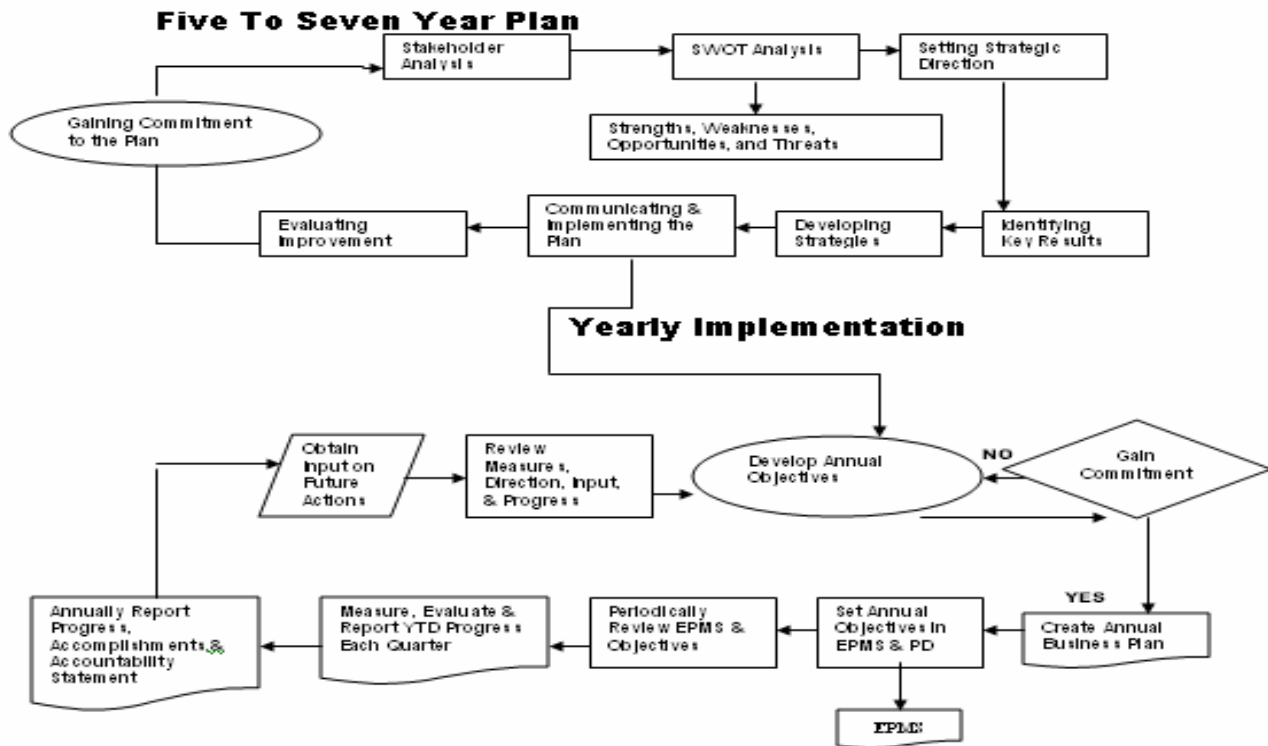 Five To Seven Year Plan
Stakeholder
Analysis
SWOT Analysis
Setting Strategic
Direction
Gaining Commitment
to the Plan
Strengths, Weaknesses,
Opportunities, and Threats
Evaluating
Improvement
Communicating &
Implementing the
Plan
Developing
Strategies
Identifying
Key Results
Yearly Implementation
Obtain
Input on
Future
Actions
Review
Measures,
Direction, Input,
& Progress
Develop Annual
Objectives
NO
Gain
Commitment
YES
Annually Report
Progress,
Accomplishments,&
Accountability
Statement
Measure, Evaluate &
Report YTD Progress
Each Quarter
Periodically
Review EPMS &
Objectives
Set Annual
Objectives in
EPMS & PD
Create Annual
Business Plan
EPMS